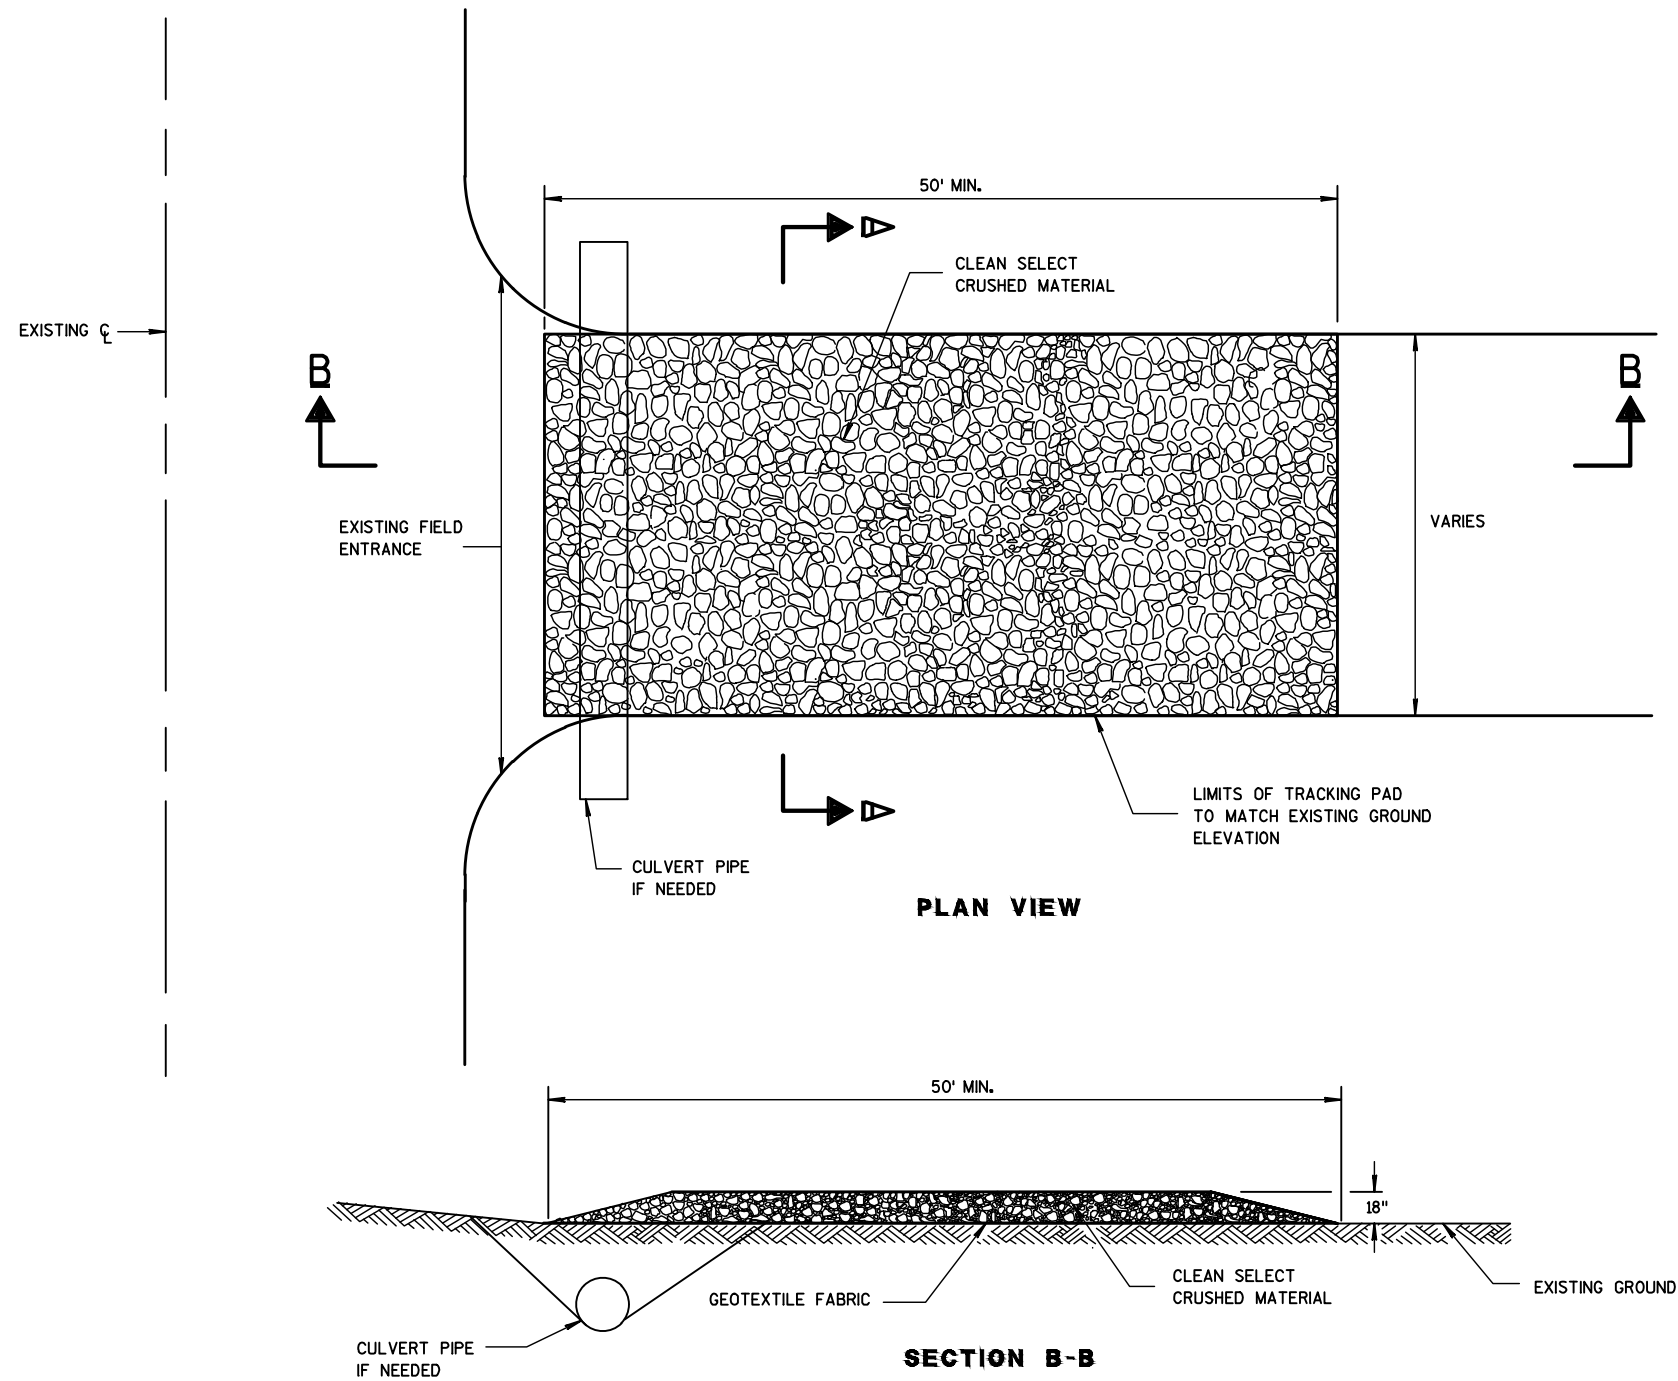 50' MIN.
A
CLEAN SELECT
CRUSHED MATERIAL
EXISTING ℄
B
B
EXISTING FIELD
ENTRANCE
VARIES
LIMITS OF TRACKING PAD
TO MATCH EXISTING GROUND
ELEVATION
A
CULVERT PIPE
IF NEEDED
PLAN VIEW
50' MIN.
18"
CLEAN SELECT
CRUSHED MATERIAL
EXISTING GROUND
GEOTEXTILE FABRIC
CULVERT PIPE
IF NEEDED
SECTION B-B